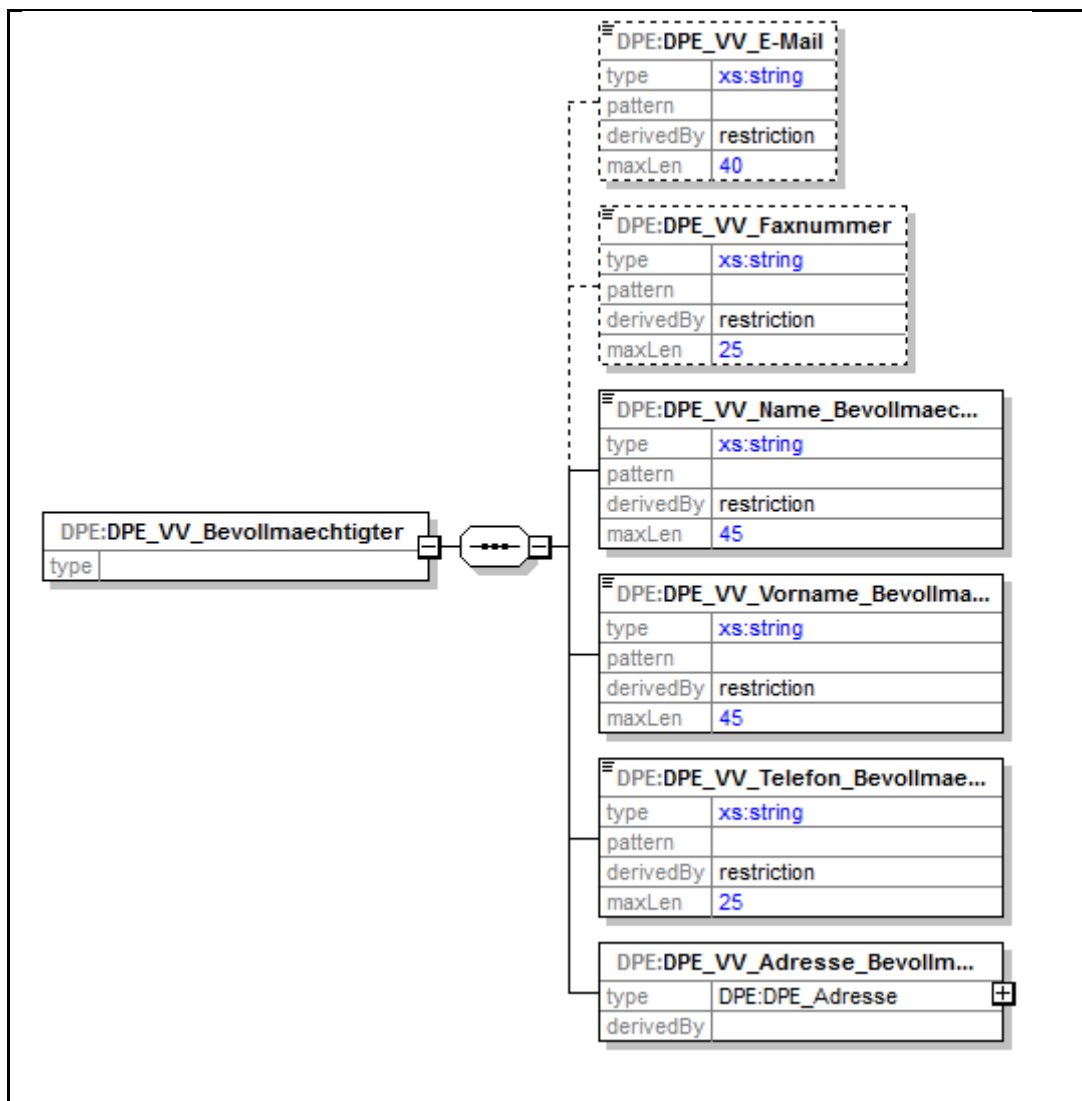 DPE:DPE_VV_E-Mail
type xs:string
pattern
derivedBy restriction
maxLen 40
DPE:DPE_VV_Faxnummer
type xs:string
pattern
derivedBy restriction
maxLen 25
DPE:DPE_VV_Name_Bevollmaec...
type xs:string
pattern
derivedBy restriction
maxLen 45
DPE:DPE_VV_Bevollmaechtigter
type
DPE:DPE_VV_Vorname_Bevollma...
type xs:string
pattern
derivedBy restriction
maxLen 45
DPE:DPE_VV_Telefon_Bevollmae...
type xs:string
pattern
derivedBy restriction
maxLen 25
DPE:DPE_VV_Adresse_Bevollm...
type DPE:DPE_Adresse
derivedBy